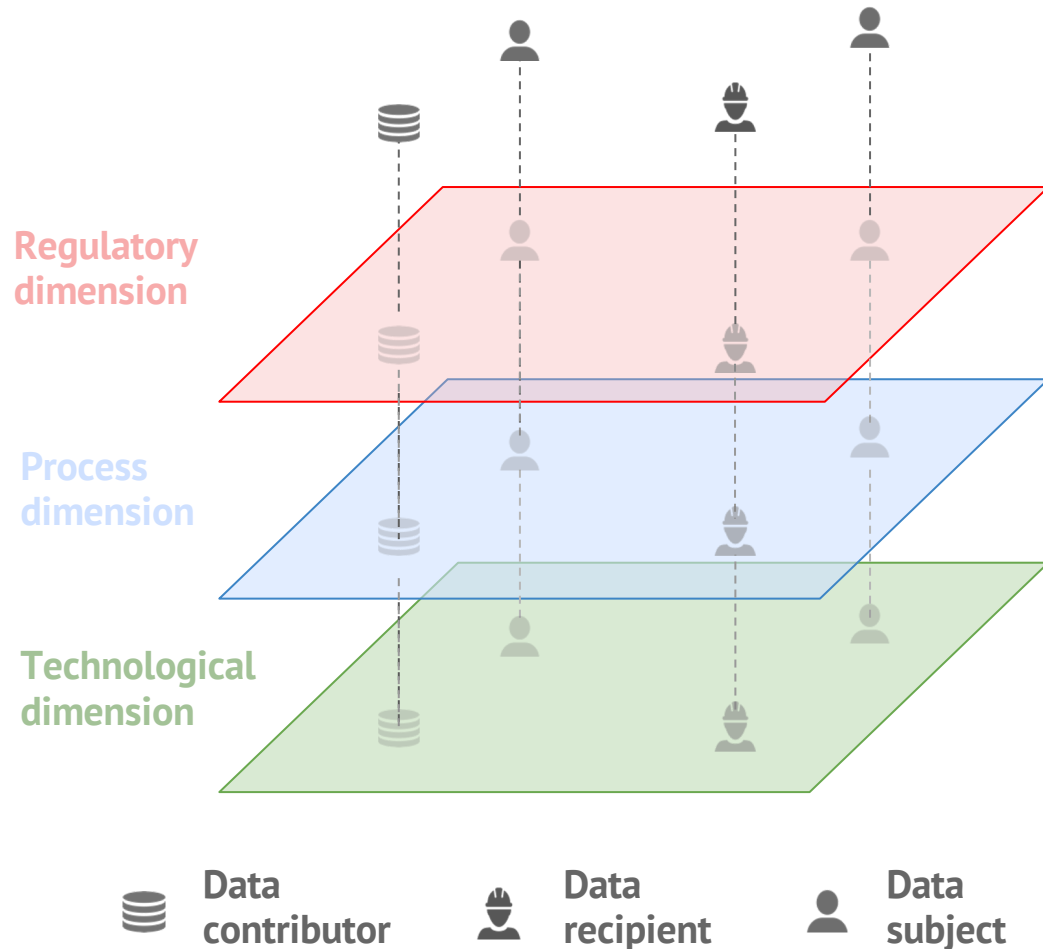 Regulatory
dimension
Process
dimension
Technological
dimension
Data
contributor
Data
recipient
Data
subject